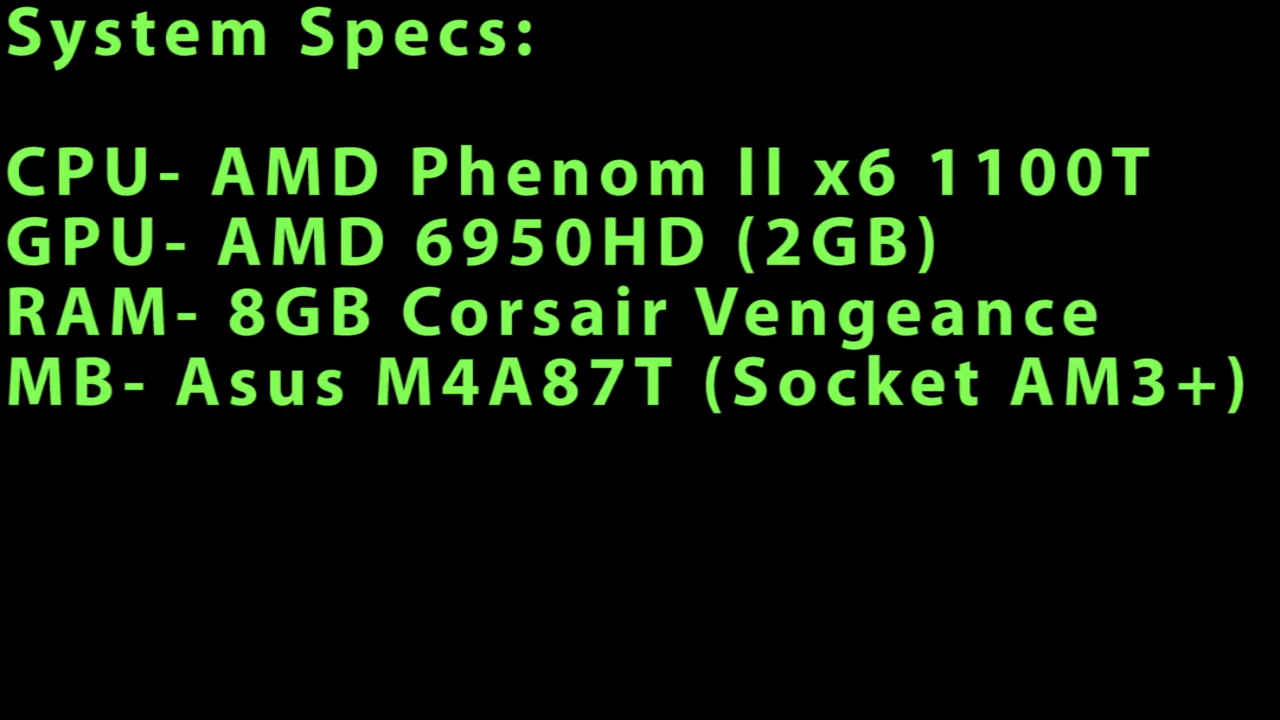 System Specs:
CPU- AMD Phenom II x6 1100T
GPU- AMD 6950HD (2GB)
RAM- 8GB Corsair Vengeance
MB- Asus M4A87T (Socket AM3+)